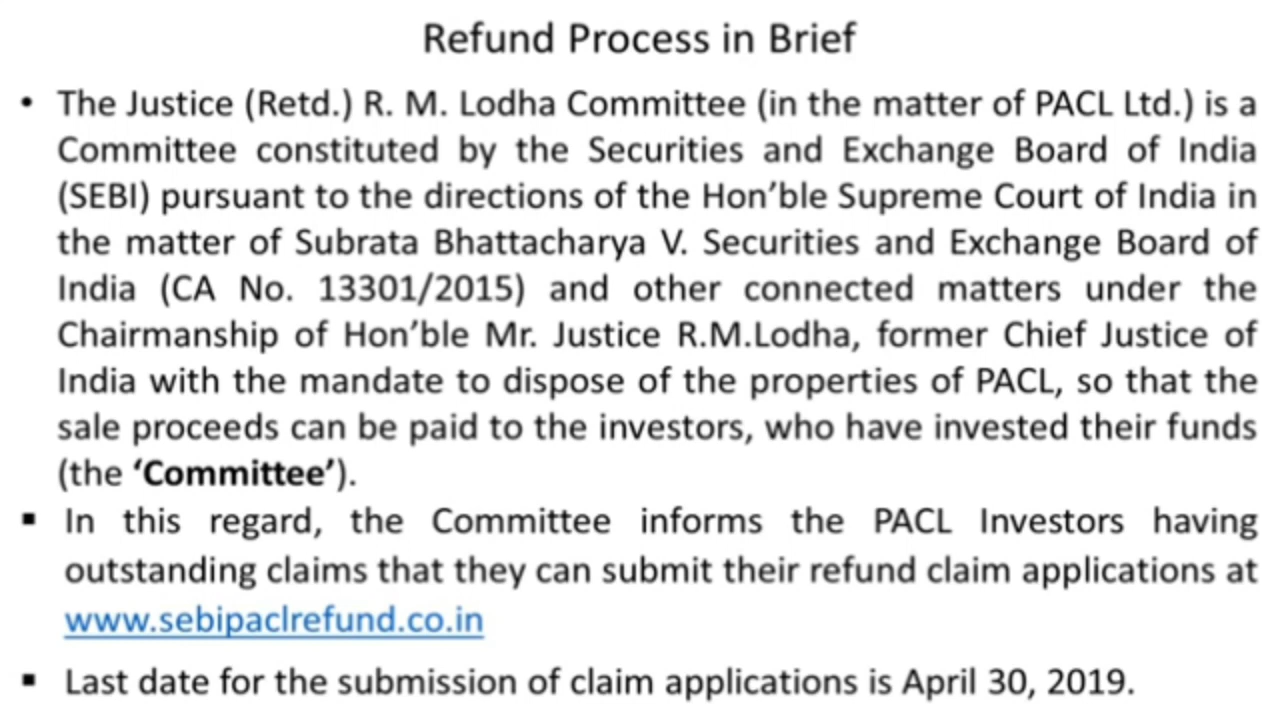 Refund Process in Brief
• The Justice (Retd.) R. M. Lodha Committee (in the matter of PACL Ltd.) is a
Committee constituted by the Securities and Exchange Board of India
(SEBI) pursuant to the directions of the Hon'ble Supreme Court of India in
the matter of Subrata Bhattacharya V. Securities and Exchange Board of
India (CA No. 13301/2015) and other connected matters under the
Chairmanship of Hon'ble Mr. Justice R.M.Lodha, former Chief Justice of
India with the mandate to dispose of the properties of PACL, so that the
sale proceeds can be paid to the investors, who have invested their funds
(the 'Committee').
▪ In this regard, the Committee informs the PACL Investors having
outstanding claims that they can submit their refund claim applications at
www.sebipaclrefund.co.in
▪ Last date for the submission of claim applications is April 30, 2019.